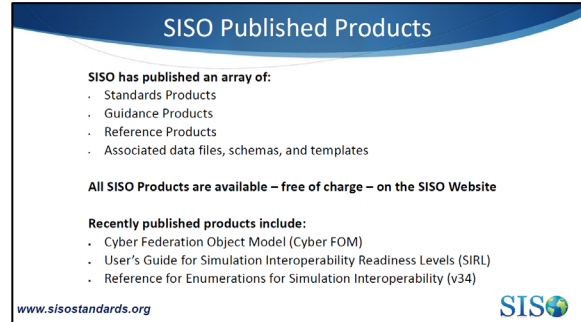 SISO Published Products
SISO has published an array of:
· Standards Products
· Guidance Products
· Reference Products
· Associated data files, schemas, and templates
All SISO Products are available – free of charge – on the SISO Website
Recently published products include:
• Cyber Federation Object Model (Cyber FOM)
• User’s Guide for Simulation Interoperability Readiness Levels (SIRL)
• Reference for Enumerations for Simulation Interoperability (v34)
www.sisostandards.org
SISO